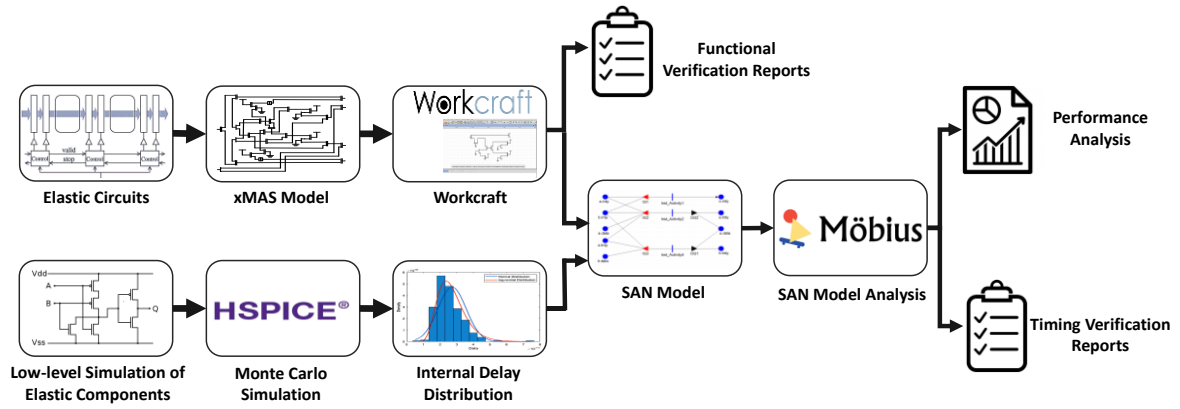 Functional
Verification Reports
Workcraft
valid
stop
Control
Control
Control
Elastic Circuits
xMAS Model
Workcraft
Performance
Analysis
Möbius
SAN Model
SAN Model Analysis
Vdd
A
B
Q
Vss
HSPICE®
Low-level Simulation of
Elastic Components
Monte Carlo
Simulation
Internal Delay
Distribution
Timing Verification
Reports